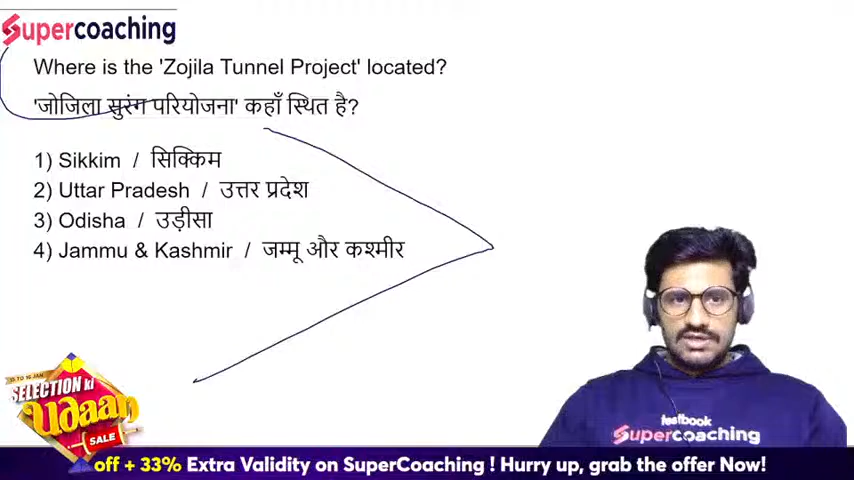 Supercoaching
Where is the 'Zojila Tunnel Project' located?
'जोजिला सुरंग परियोजना' कहाँ स्थित है?
1) Sikkim / सिक्किम
2) Uttar Pradesh / उत्तर प्रदेश
3) Odisha / उड़ीसा
4) Jammu & Kashmir / जम्मू और कश्मीर
SELECTION ki
udaan
SALE
testbook
Supercoaching
off + 33% Extra Validity on SuperCoaching ! Hurry up, grab the offer Now!